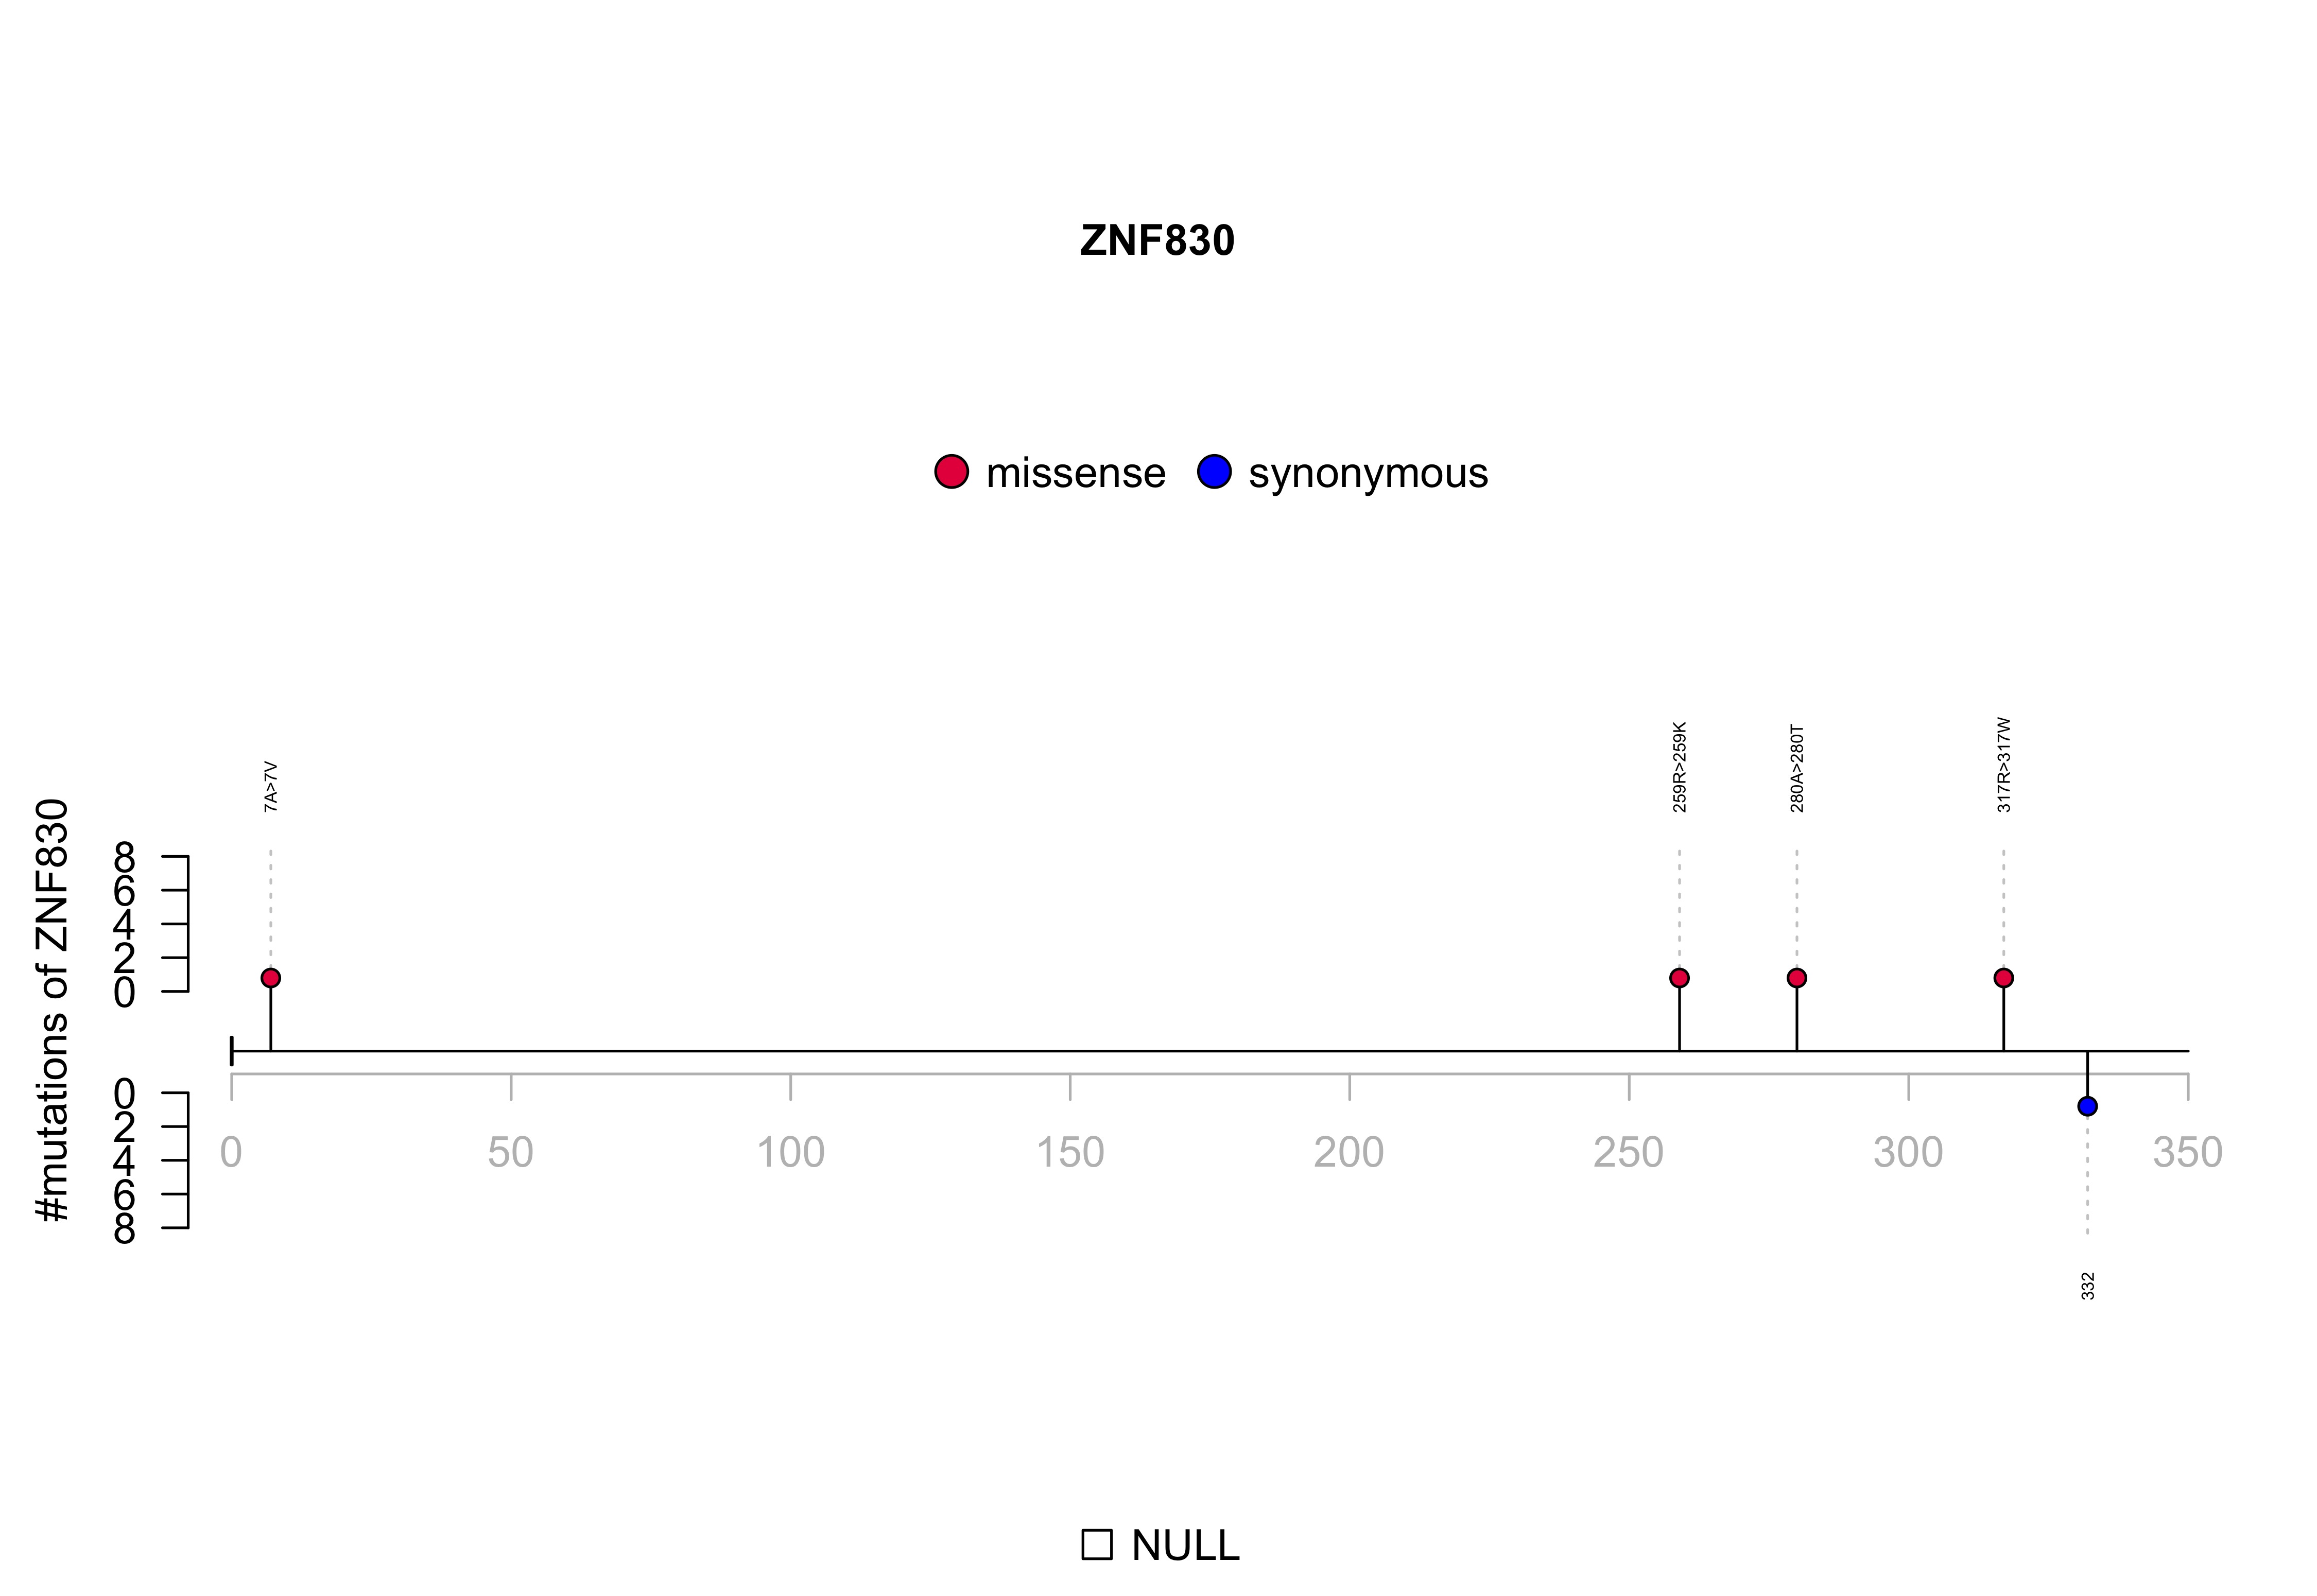 ZNF830
missense synonymous
7A>7V
259R>259K
280A>280T
317R>317W
#mutations of ZNF830
8
6
4
2
0
0
2
4
6
8
0 50 100 150 200 250 300 350
332
NULL